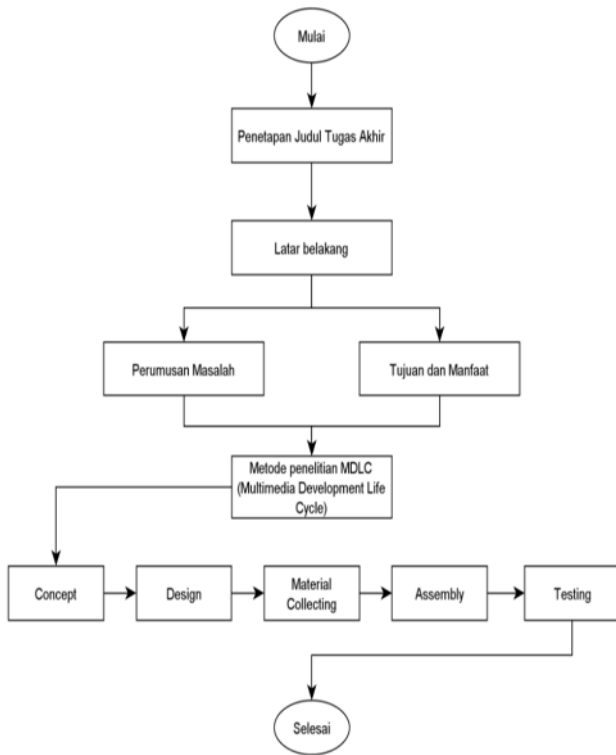 Mulai
Penetapan Judul Tugas Akhir
Latar belakang
Perumusan Masalah
Tujuan dan Manfaat
Metode penelitian MDLC
(Multimedia Development Life
Cycle)
Concept
Design
Material
Collecting
Assembly
Testing
Selesai